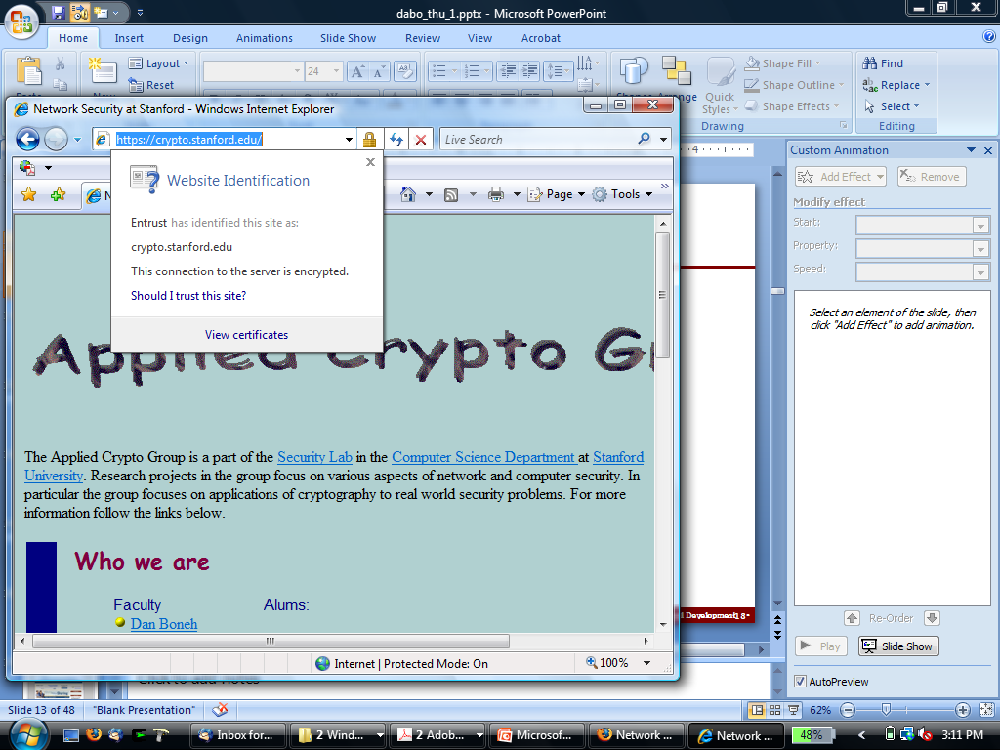 dabo_thu_1.pptx - Microsoft PowerPoint
Home Insert Design Animations Slide Show Review View Acrobat
Layout
Reset
24
Quick
Styles
Shape Fill
Shape Outline
Shape Effects
Drawing
Find
Replace
Select
Editing
Network Security at Stanford - Windows Internet Explorer
https://crypto.stanford.edu/
Live Search
Page Tools
Website Identification
Entrust has identified this site as:
crypto.stanford.edu
This connection to the server is encrypted.
Should I trust this site?
View certificates
Applied Crypto
The Applied Crypto Group is a part of the Security Lab in the Computer Science Department at Stanford
University. Research projects in the group focus on various aspects of network and computer security. In
particular the group focuses on applications of cryptography to real world security problems. For more
information follow the links below.
Who we are
Faculty Alums:
Dan Boneh
Internet | Protected Mode: On 100%
4
Development
Custom Animation
Add Effect Remove
Modify effect
Start:
Property:
Speed:
Select an element of the slide, then
click "Add Effect" to add animation.
Re-Order
Play Slide Show
AutoPreview
Slide 13 of 48 "Blank Presentation" 62%
Inbox for... 2 Wind... 2 Adob... Microsof... Network ... Network ... 48% 3:11 PM